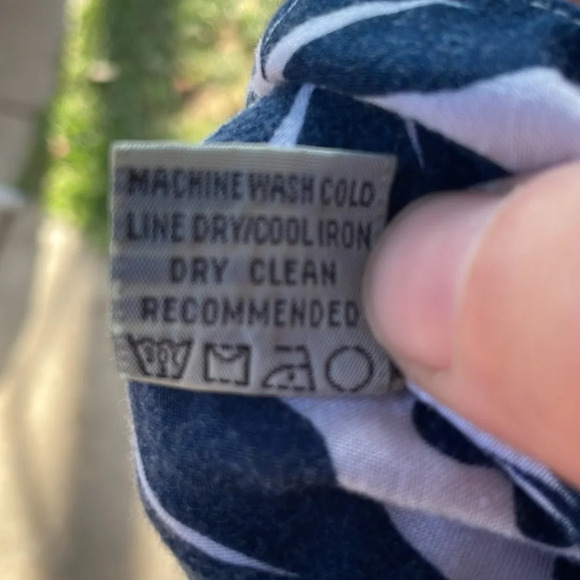 MACHINE WASH COLD
LINE DRY/COOL IRON
DRY CLEAN
RECOMMENDED